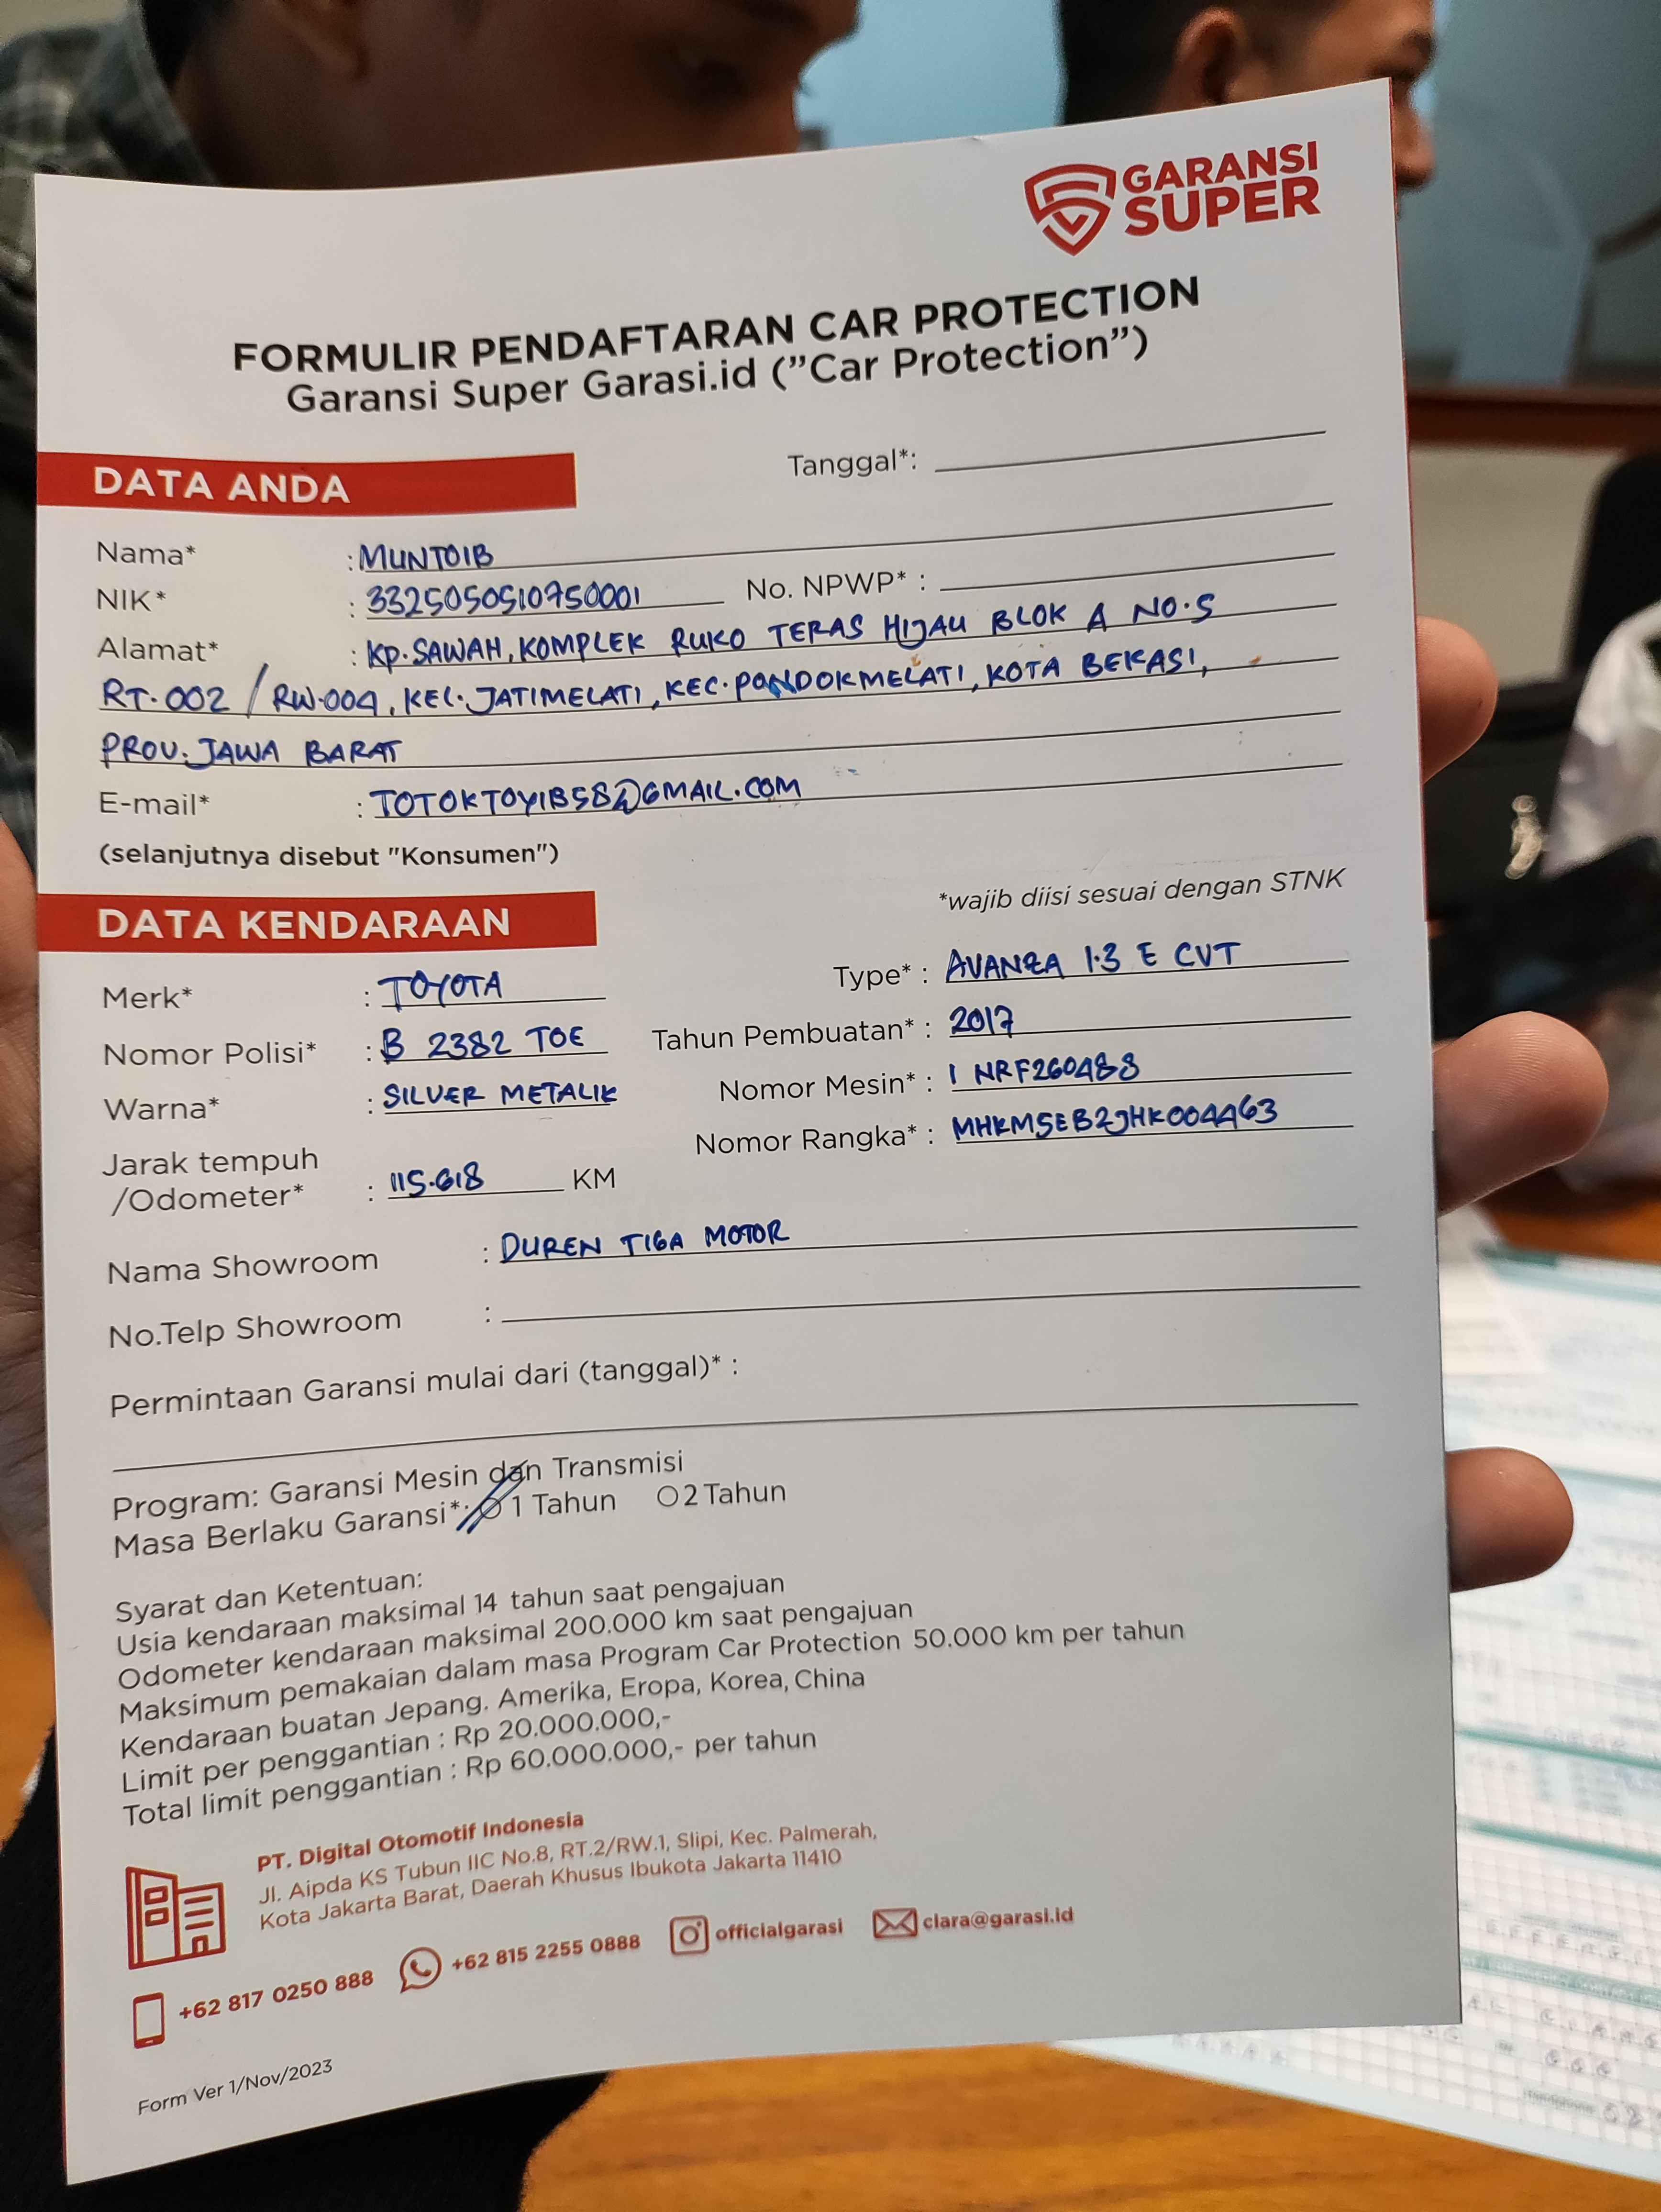 GARANSI
SUPER
FORMULIR PENDAFTARAN CAR PROTECTION
Garansi Super Garasi.id ("Car Protection")
DATA ANDA
Tanggal*:
Nama* : MUNTOIB
NIK* : 3325050510750001 No. NPWP* :
Alamat* : KP. SAWAH, KOMPLEK RUKO TERAS HIJAU BLOK A NO.5
RT.002 / RW.004, KEL. JATIMELATI, KEC. PONDOKMELATI, KOTA BEKASI,
PROV. JAWA BARAT
E-mail* : TOTOKTOYIB58@GMAIL.COM
(selanjutnya disebut "Konsumen")
*wajib diisi sesuai dengan STNK
DATA KENDARAAN
Merk* : TOYOTA Type* : AVANZA 1.3 E CVT
Nomor Polisi* : B 2382 TOE Tahun Pembuatan* : 2017
Warna* : SILVER METALIK Nomor Mesin* : 1 NRF260488
Nomor Rangka* : MHKM5EB2JHK004463
Jarak tempuh
/Odometer* : 115.618 KM
Nama Showroom : DUREN TIGA MOTOR
No.Telp Showroom :
Permintaan Garansi mulai dari (tanggal)* :
Program: Garansi Mesin dan Transmisi
Masa Berlaku Garansi*: 1 Tahun 2 Tahun
Syarat dan Ketentuan:
Usia kendaraan maksimal 14 tahun saat pengajuan
Odometer kendaraan maksimal 200.000 km saat pengajuan
Maksimum pemakaian dalam masa Program Car Protection 50.000 km per tahun
Kendaraan buatan Jepang. Amerika, Eropa, Korea, China
Limit per penggantian : Rp 20.000.000,-
Total limit penggantian : Rp 60.000.000,- per tahun
PT. Digital Otomotif Indonesia
Jl. Aipda KS Tubun IIC No.8, RT.2/RW.1, Slipi, Kec. Palmerah,
Kota Jakarta Barat, Daerah Khusus Ibukota Jakarta 11410
+62 817 0250 888 +62 815 2255 0888 officialgarasi clara@garasi.id
Form Ver 1/Nov/2023